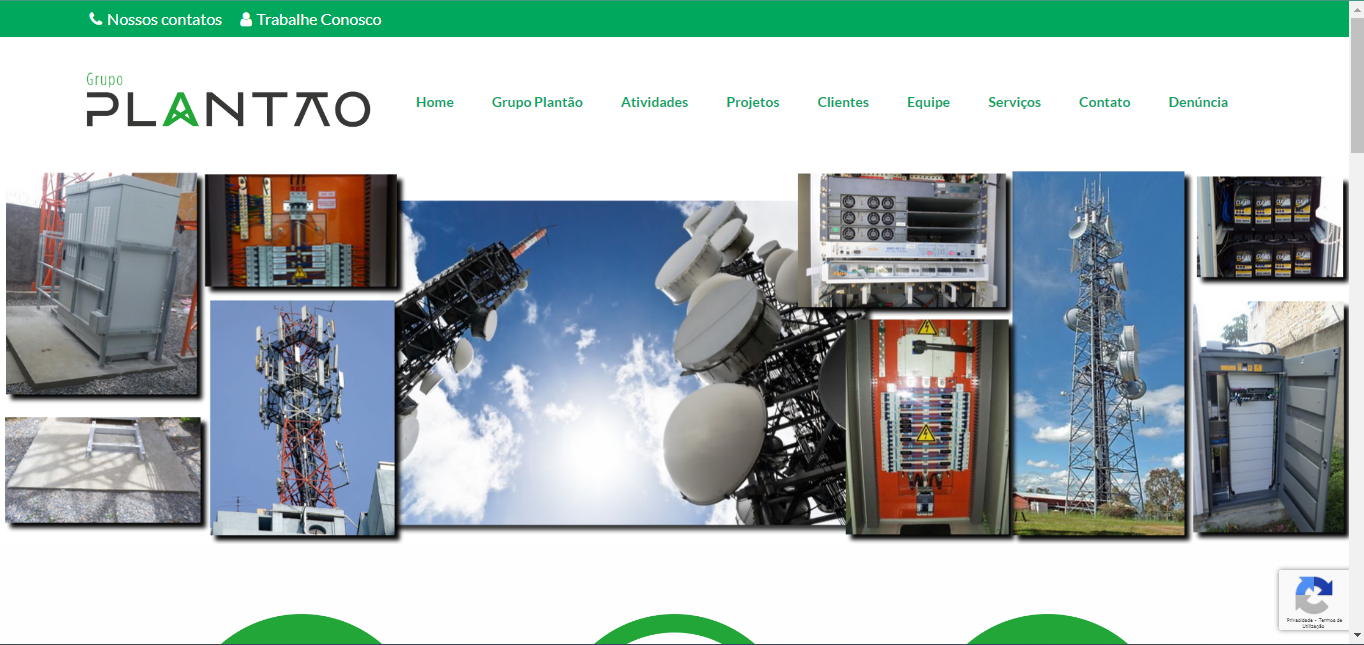 Nossos contatos Trabalhe Conosco
Grupo
PLANTAO
Home Grupo Plantão Atividades Projetos Clientes Equipe Serviços Contato Denúncia
Privacidade - Termos de
Utilização